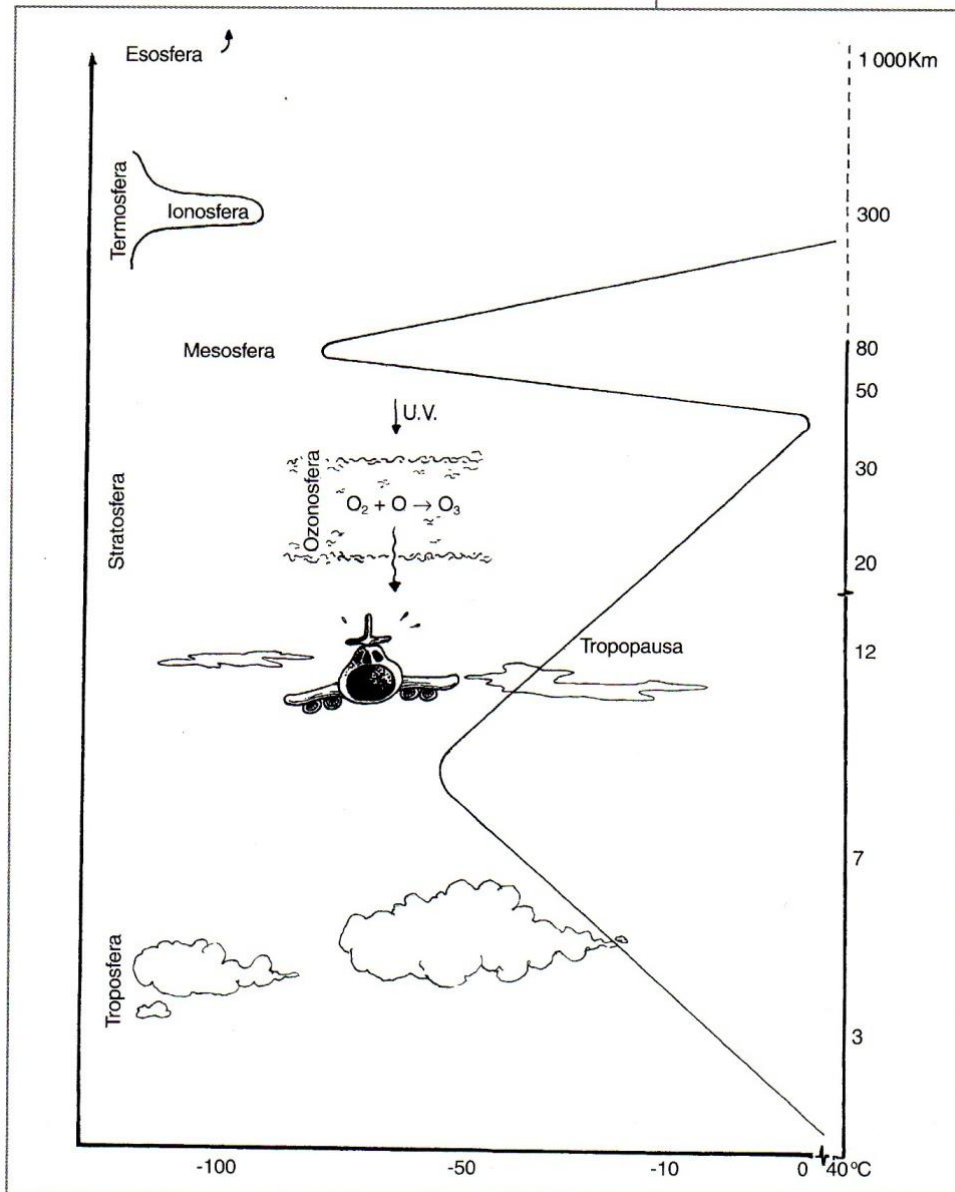 Esosfera
1 000Km
Termosfera
Ionosfera
300
Mesosfera
80
50
U.V.
Ozonosfera
30
O₂ + O → O₃
Stratosfera
20
Tropopausa
12
7
Troposfera
3
-100
-50
-10
0
40°C